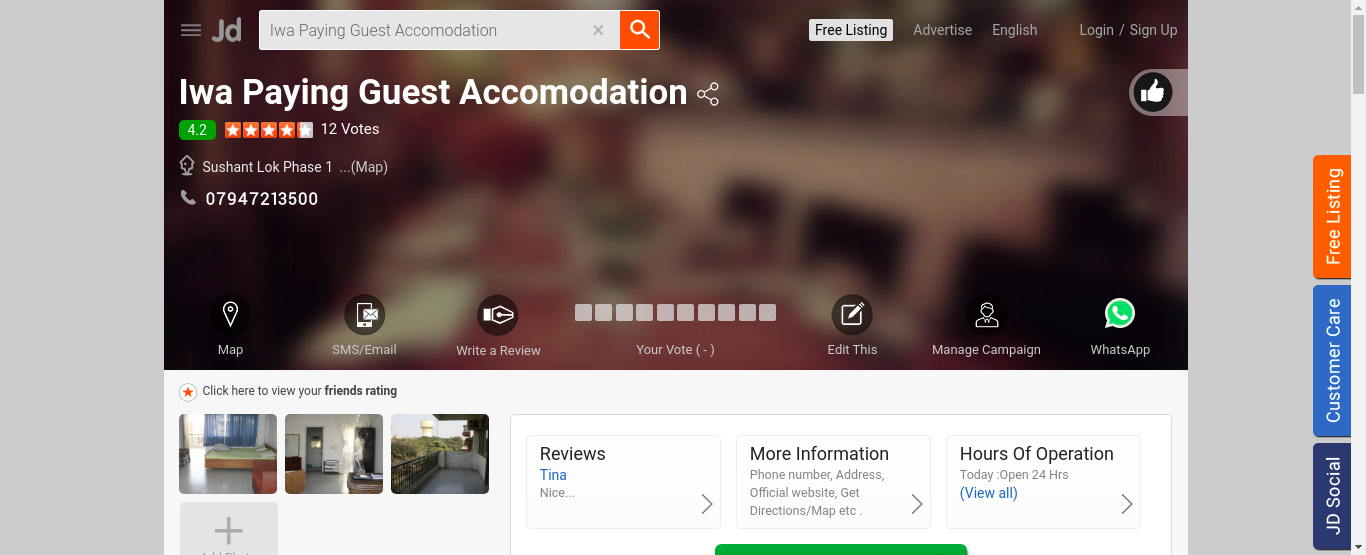 Jd
Iwa Paying Guest Accomodation
Free Listing
Advertise
English
Login / Sign Up
Iwa Paying Guest Accomodation
4.2
12 Votes
Sushant Lok Phase 1 ...(Map)
07947213500
Map
SMS/Email
Write a Review
Your Vote ( - )
Edit This
Manage Campaign
WhatsApp
Click here to view your friends rating
Reviews
Tina
Nice...
More Information
Phone number, Address,
Official website, Get
Directions/Map etc .
Hours Of Operation
Today :Open 24 Hrs
(View all)
Free Listing
Customer Care
JD Social